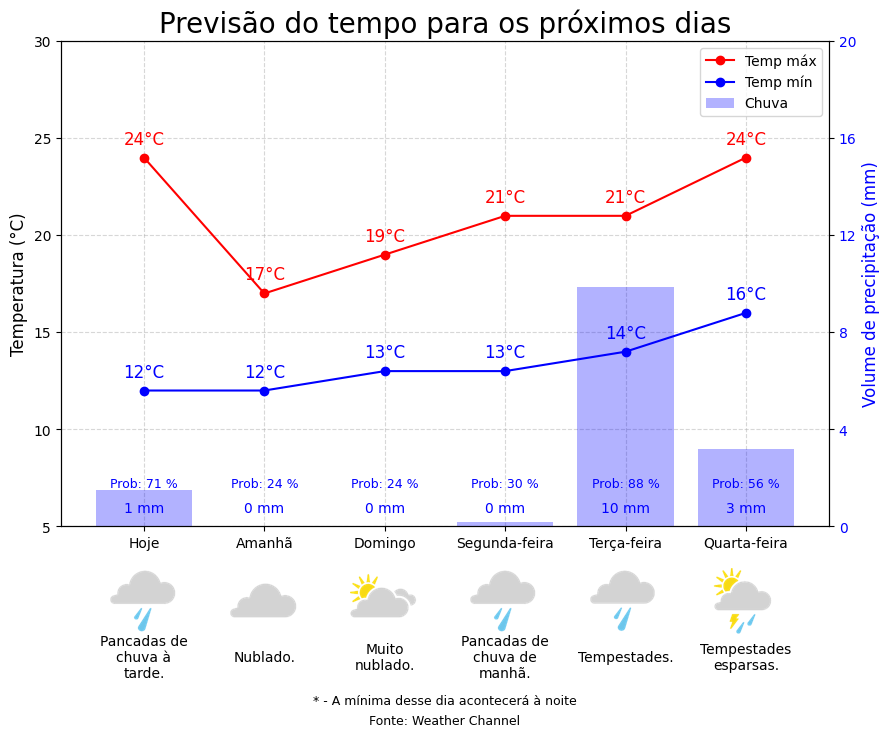 Previsão do tempo para os próximos dias
30
25
20
15
10
5
Temperatura (°C)
20
16
12
8
4
0
Volume de precipitação (mm)
Temp máx
Temp mín
Chuva
24°C
17°C
19°C
21°C
21°C
24°C
12°C
12°C
13°C
13°C
14°C
16°C
Prob: 71 %
Prob: 24 %
Prob: 24 %
Prob: 30 %
Prob: 88 %
Prob: 56 %
1 mm
0 mm
0 mm
0 mm
10 mm
3 mm
Hoje
Amanhã
Domingo
Segunda-feira
Terça-feira
Quarta-feira
Pancadas de
chuva à
tarde.
Nublado.
Muito
nublado.
Pancadas de
chuva de
manhã.
Tempestades.
Tempestades
esparsas.
* - A mínima desse dia acontecerá à noite
Fonte: Weather Channel